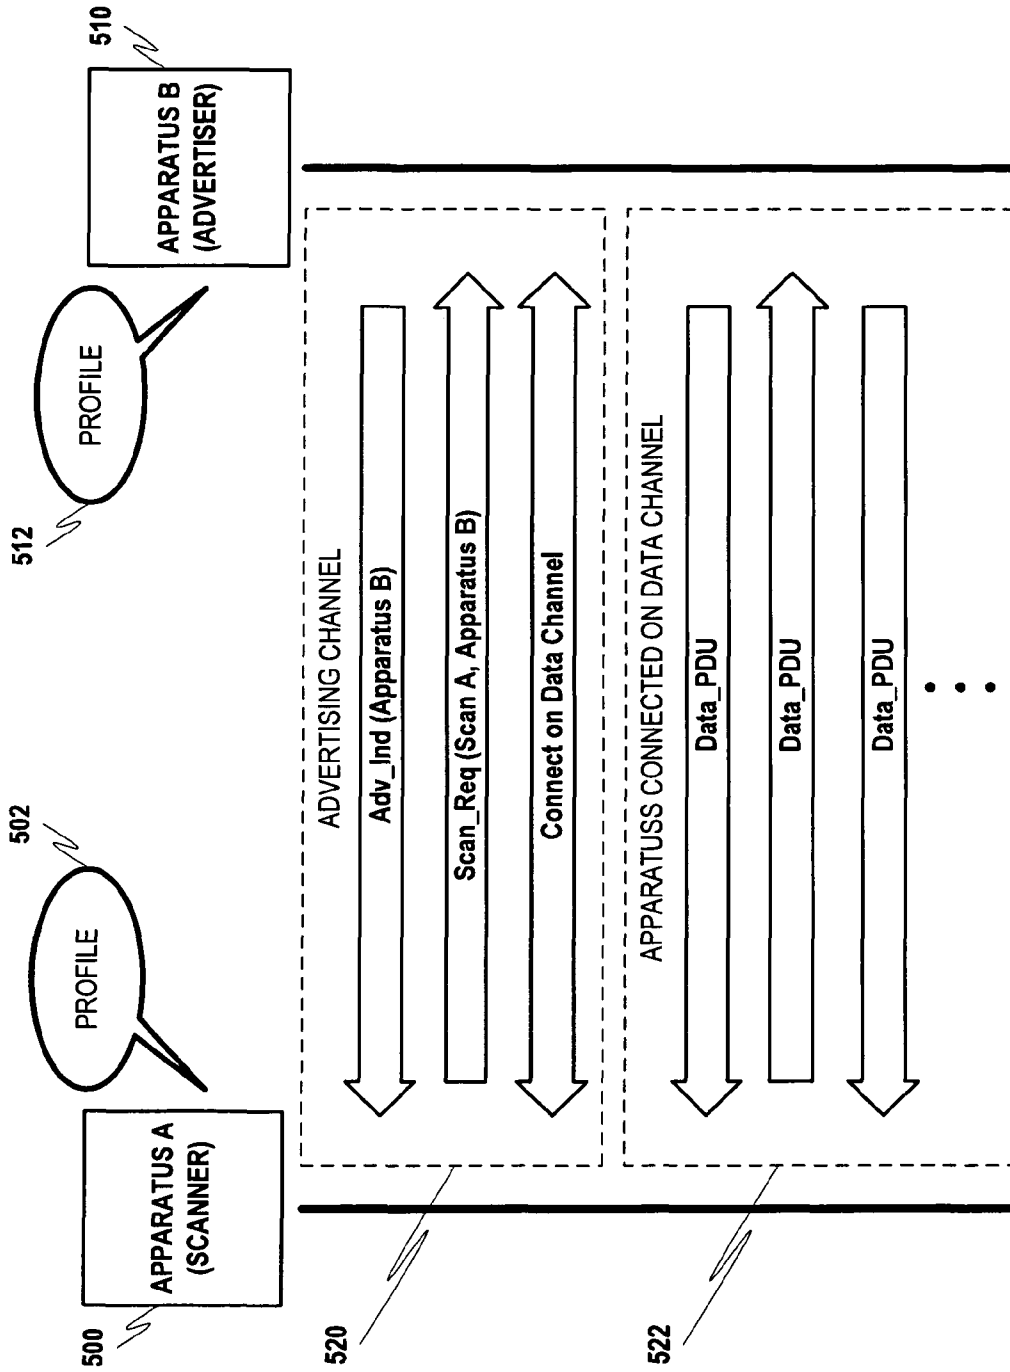 500
APPARATUS A
(SCANNER)
502
PROFILE
512
PROFILE
510
APPARATUS B
(ADVERTISER)
520
ADVERTISING CHANNEL
Adv_Ind (Apparatus B)
Scan_Req (Scan A, Apparatus B)
Connect on Data Channel
522
APPARATUSS CONNECTED ON DATA CHANNEL
Data_PDU
Data_PDU
Data_PDU